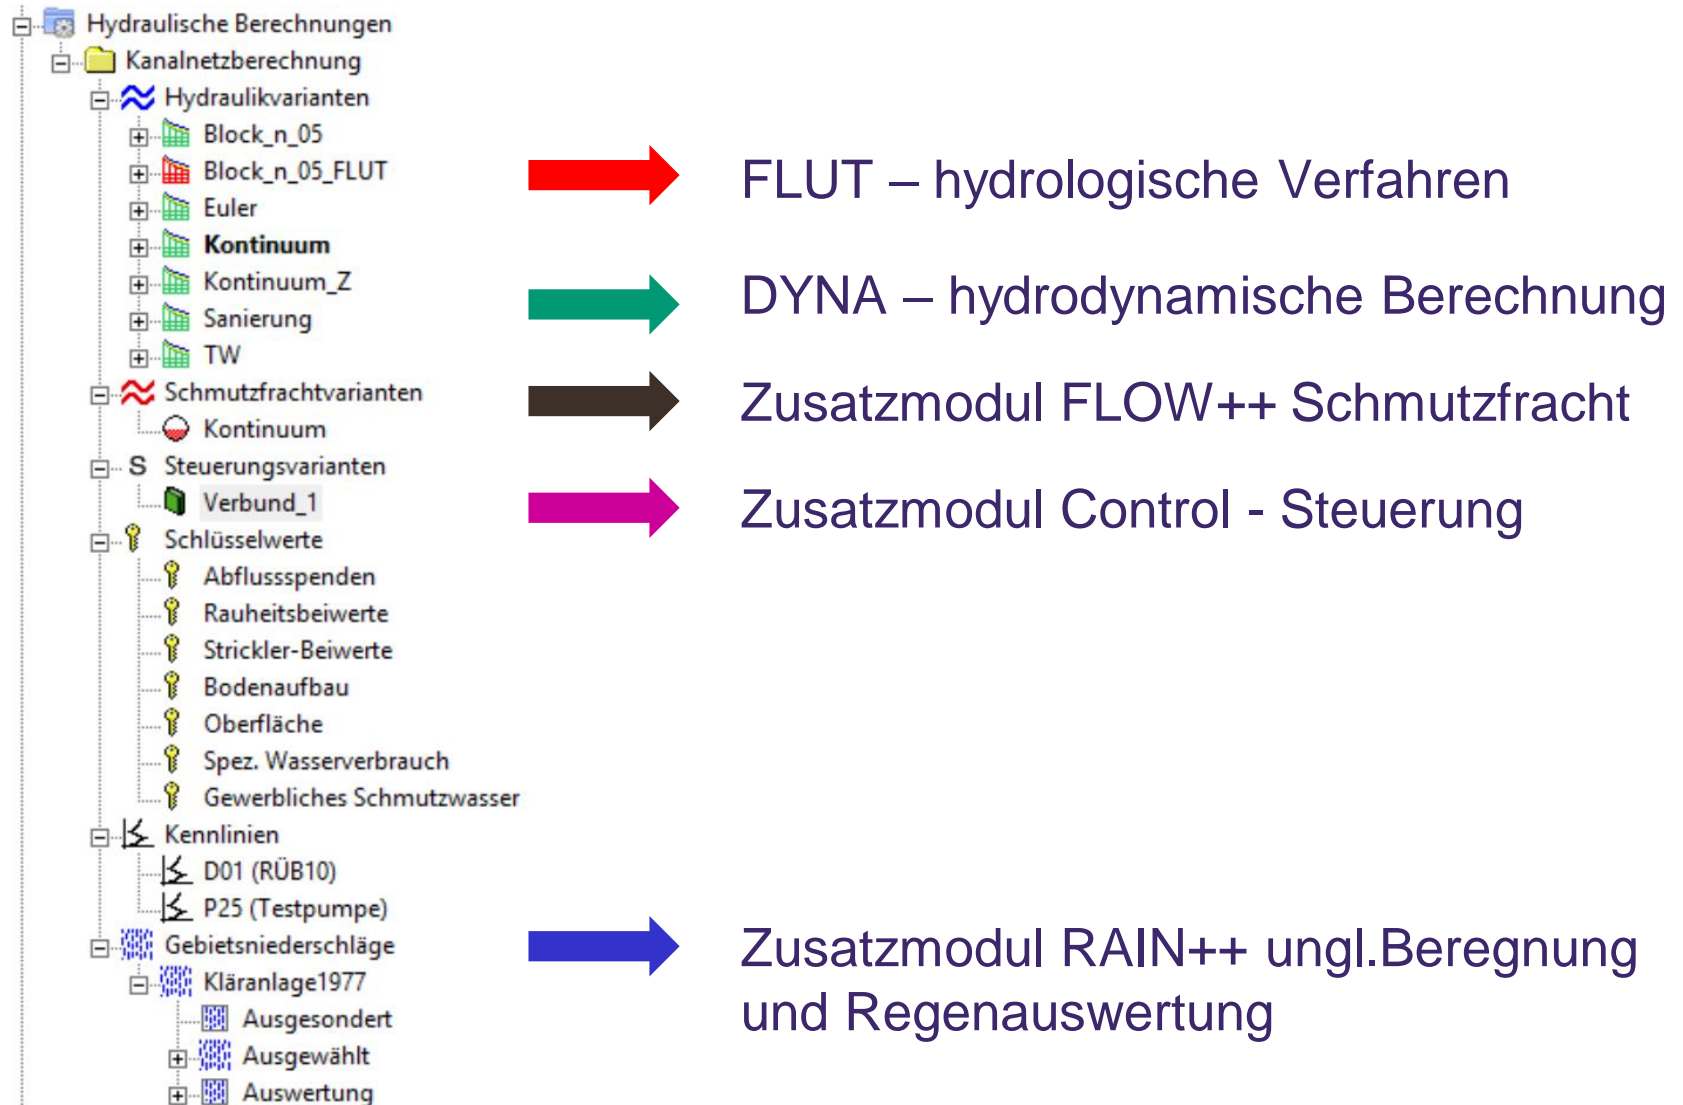 Hydraulische Berechnungen
Kanalnetzberechnung
Hydraulikvarianten
Block_n_05
Block_n_05_FLUT
Euler
Kontinuum
Kontinuum_Z
Sanierung
TW
Schmutzfrachtvarianten
Kontinuum
S Steuerungsvarianten
Verbund_1
Schlüsselwerte
Abflussspenden
Rauheitsbeiwerte
Strickler-Beiwerte
Bodenaufbau
Oberfläche
Spez. Wasserverbrauch
Gewerbliches Schmutzwasser
Kennlinien
D01 (RÜB10)
P25 (Testpumpe)
Gebietsniederschläge
Kläranlage1977
Ausgesondert
Ausgewählt
Auswertung
FLUT – hydrologische Verfahren
DYNA – hydrodynamische Berechnung
Zusatzmodul FLOW++ Schmutzfracht
Zusatzmodul Control - Steuerung
Zusatzmodul RAIN++ ungl.Beregnung
und Regenauswertung